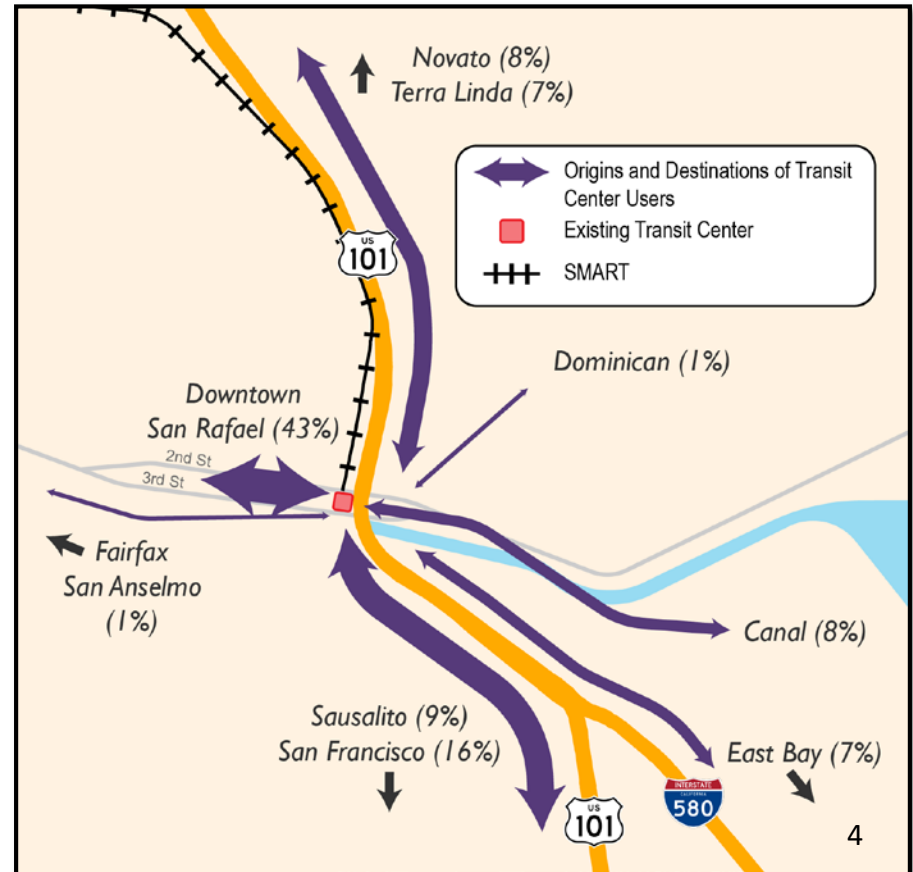 Novato (8%)
Terra Linda (7%)
Origins and Destinations of Transit
Center Users
Existing Transit Center
SMART
US
101
Dominican (1%)
Downtown
San Rafael (43%)
2nd St
3rd St
Fairfax
San Anselmo
(1%)
Canal (8%)
Sausalito (9%)
San Francisco (16%)
East Bay (7%)
US
101
INTERSTATE
CALIFORNIA
580
4